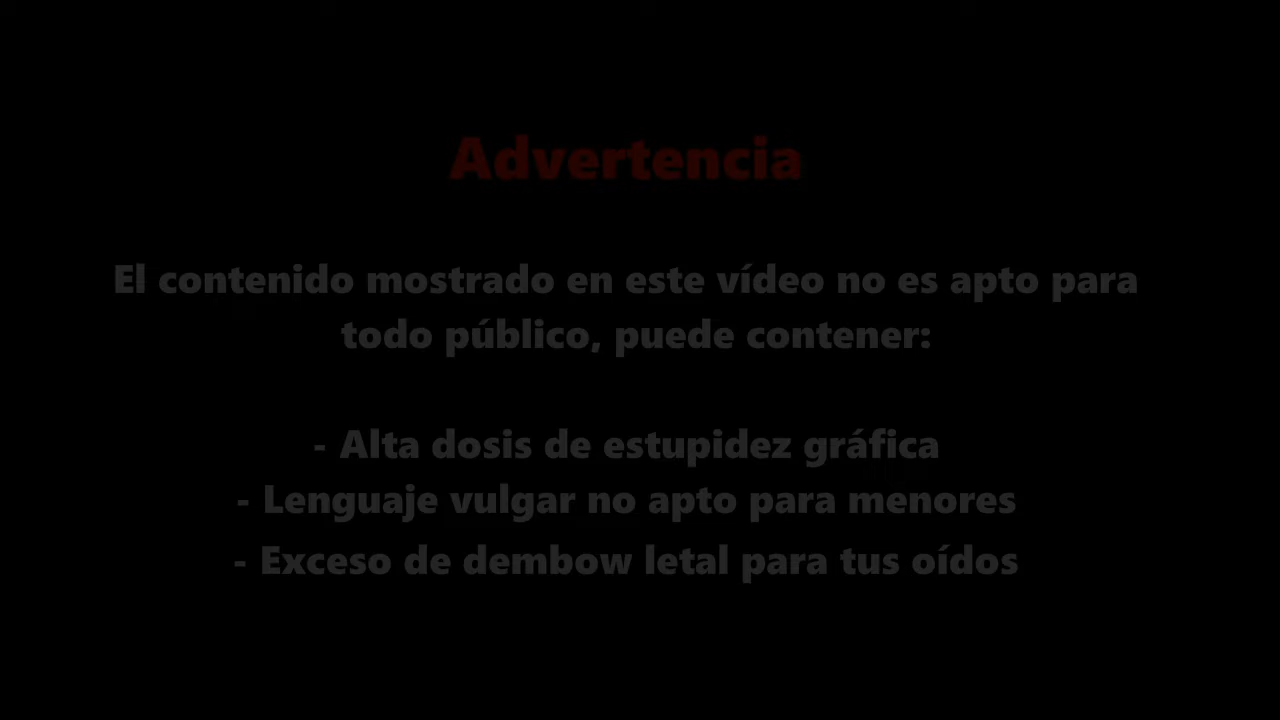 Advertencia
El contenido mostrado en este vídeo no es apto para
todo público, puede contener:
- Alta dosis de estupidez gráfica
- Lenguaje vulgar no apto para menores
- Exceso de dembow letal para tus oídos